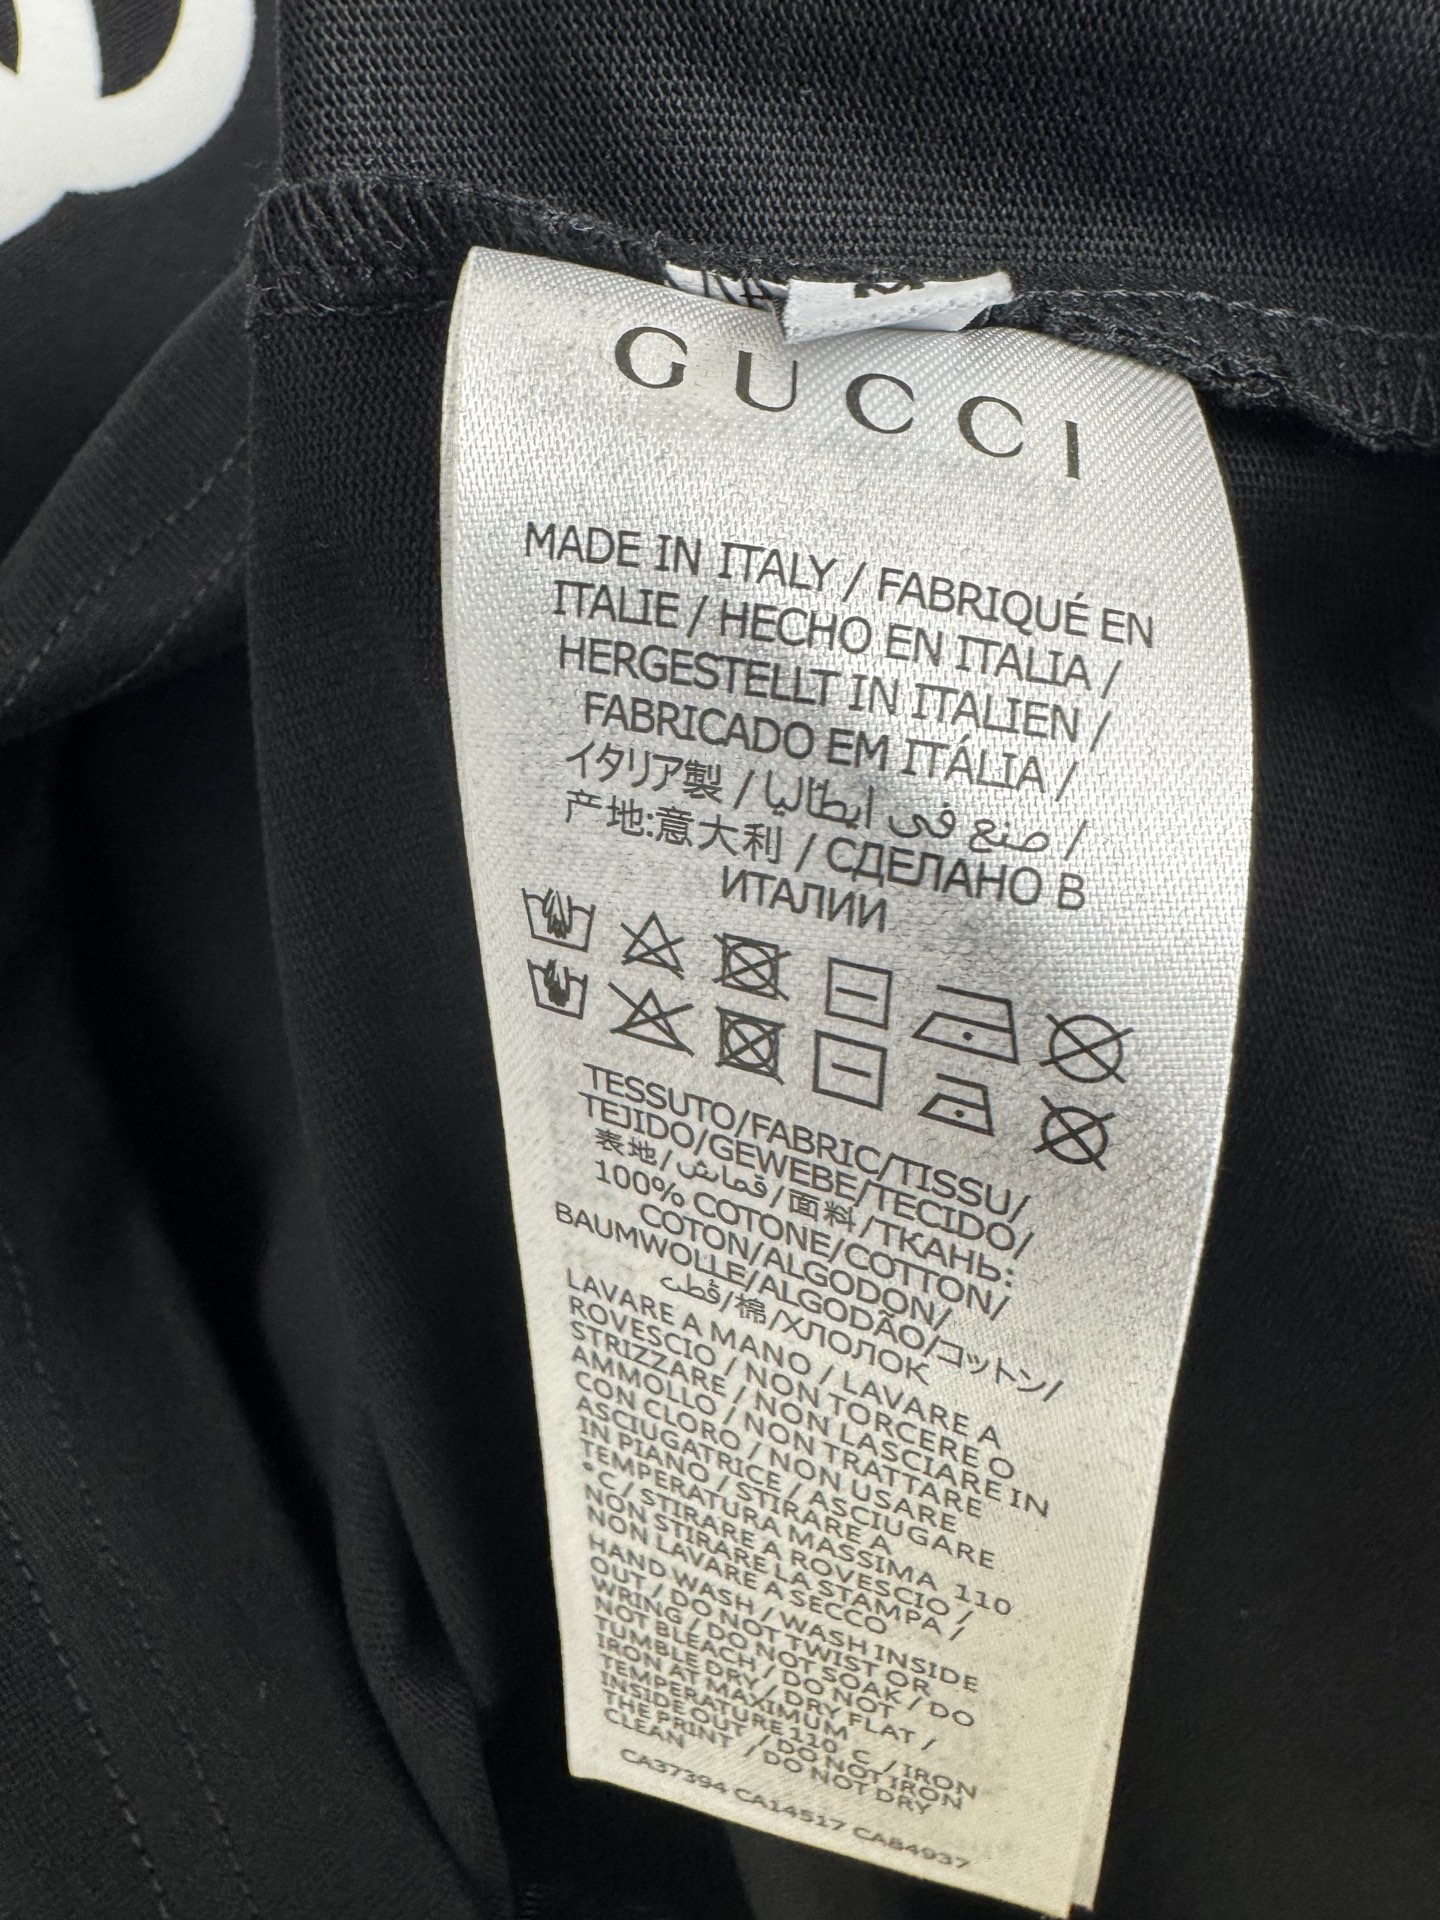 M
GUCCI
MADE IN ITALY / FABRIQUÉ EN
ITALIE / HECHO EN ITALIA /
HERGESTELLT IN ITALIEN /
FABRICADO EM ITÁLIA /
イタリア製 / صنع في ايطاليا /
产地:意大利 / СДЕЛАНО В
ИТАЛИИ
TESSUTO/FABRIC/TISSU/
TEJIDO/GEWEBE/TECIDO/
表地/قماش/面料/ТКАНЬ:
100% COTONE/COTTON/
COTON/ALGODON/
BAUMWOLLE/ALGODÃO/コットン/
قطن/棉/ХЛОПОК
LAVARE A MANO / LAVARE A
ROVESCIO / NON TORCERE O
STRIZZARE / NON LASCIARE IN
AMMOLLO / NON TRATTARE
CON CLORO / NON USARE
ASCIUGATRICE / ASCIUGARE
IN PIANO / STIRARE A
TEMPERATURA MASSIMA 110
°C / STIRARE A ROVESCIO /
NON STIRARE LA STAMPA /
NON LAVARE A SECCO
HAND WASH / WASH INSIDE
OUT / DO NOT TWIST OR
WRING / DO NOT SOAK / DO
NOT BLEACH / DO NOT
TUMBLE DRY / DRY FLAT /
IRON AT MAXIMUM
TEMPERATURE 110 C / IRON
INSIDE OUT / DO NOT IRON
THE PRINT / DO NOT DRY
CLEAN
CA37394 CA14517 CA84937